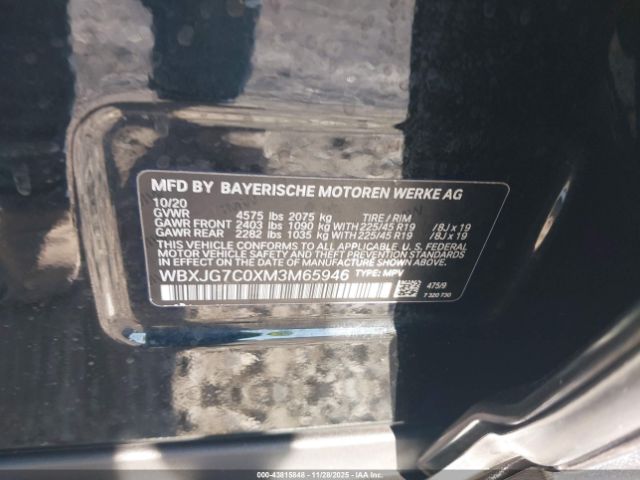 MFD BY BAYERISCHE MOTOREN WERKE AG
10/20
GVWR 4575 lbs 2075 kg TIRE / RIM
GAWR FRONT 2403 lbs 1090 kg WITH 225/45 R19 / 8J x 19
GAWR REAR 2282 lbs 1035 kg WITH 225/45 R19 / 8J x 19
THIS VEHICLE CONFORMS TO ALL APPLICABLE U.S. FEDERAL
MOTOR VEHICLE SAFETY, BUMPER, AND THEFT PREVENTION
STANDARDS IN EFFECT ON THE DATE OF MANUFACTURE SHOWN ABOVE.
WBXJG7C0XM3M65946 TYPE: MPV
475/9
7 320 730
000-43815848 11/28/2025 IAAI.COM